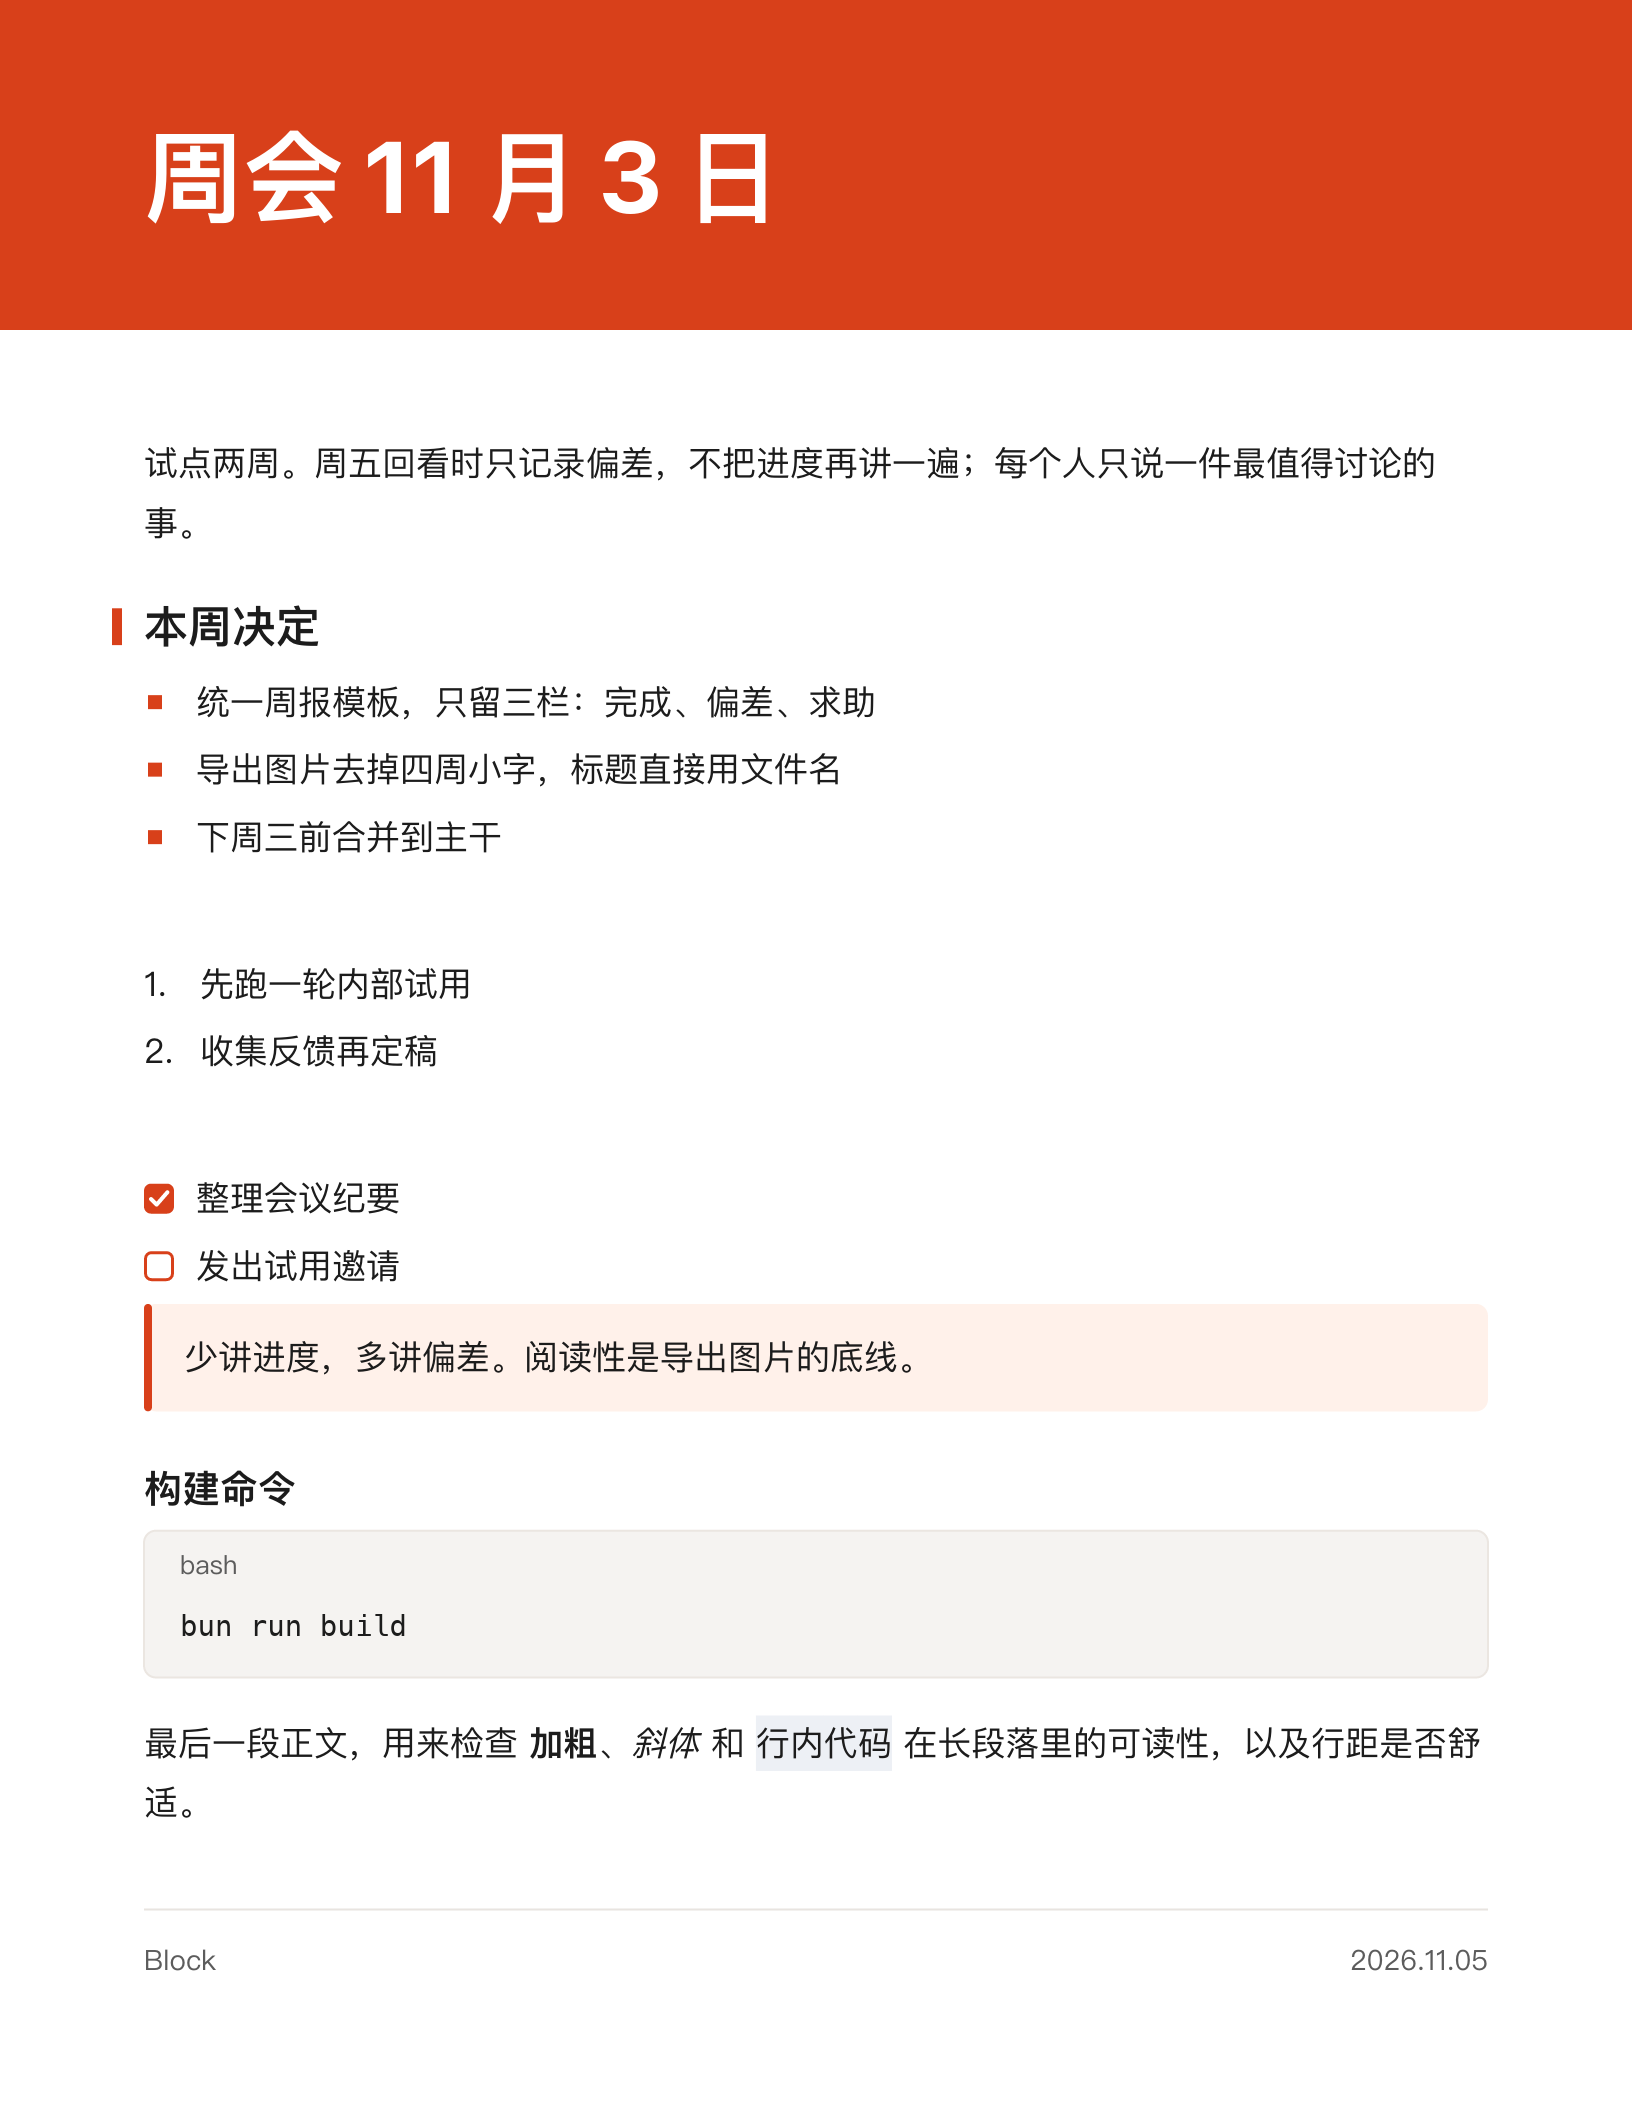 周会 11 月 3 日
试点两周。周五回看时只记录偏差，不把进度再讲一遍；每个人只说一件最值得讨论的
事。
本周决定
统一周报模板，只留三栏：完成、偏差、求助
导出图片去掉四周小字，标题直接用文件名
下周三前合并到主干
1. 先跑一轮内部试用
2. 收集反馈再定稿
整理会议纪要
发出试用邀请
少讲进度，多讲偏差。阅读性是导出图片的底线。
构建命令
bash
bun run build
最后一段正文，用来检查 加粗、斜体 和 行内代码 在长段落里的可读性，以及行距是否舒
适。
Block
2026.11.05